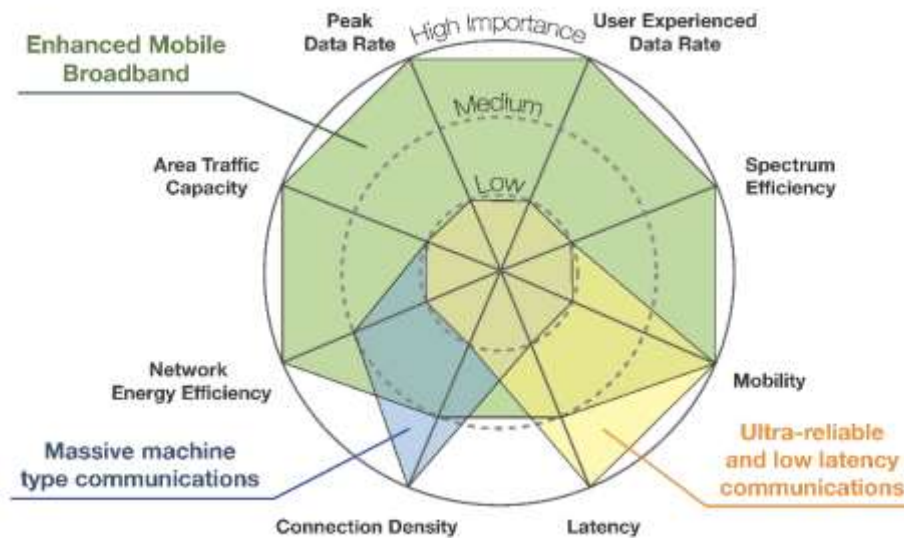 Peak
Data Rate
High Importance
User Experienced
Data Rate
Enhanced Mobile
Broadband
Medium
Area Traffic
Capacity
Low
Spectrum
Efficiency
Network
Energy Efficiency
Mobility
Massive machine
type communications
Ultra-reliable
and low latency
communications
Connection Density
Latency